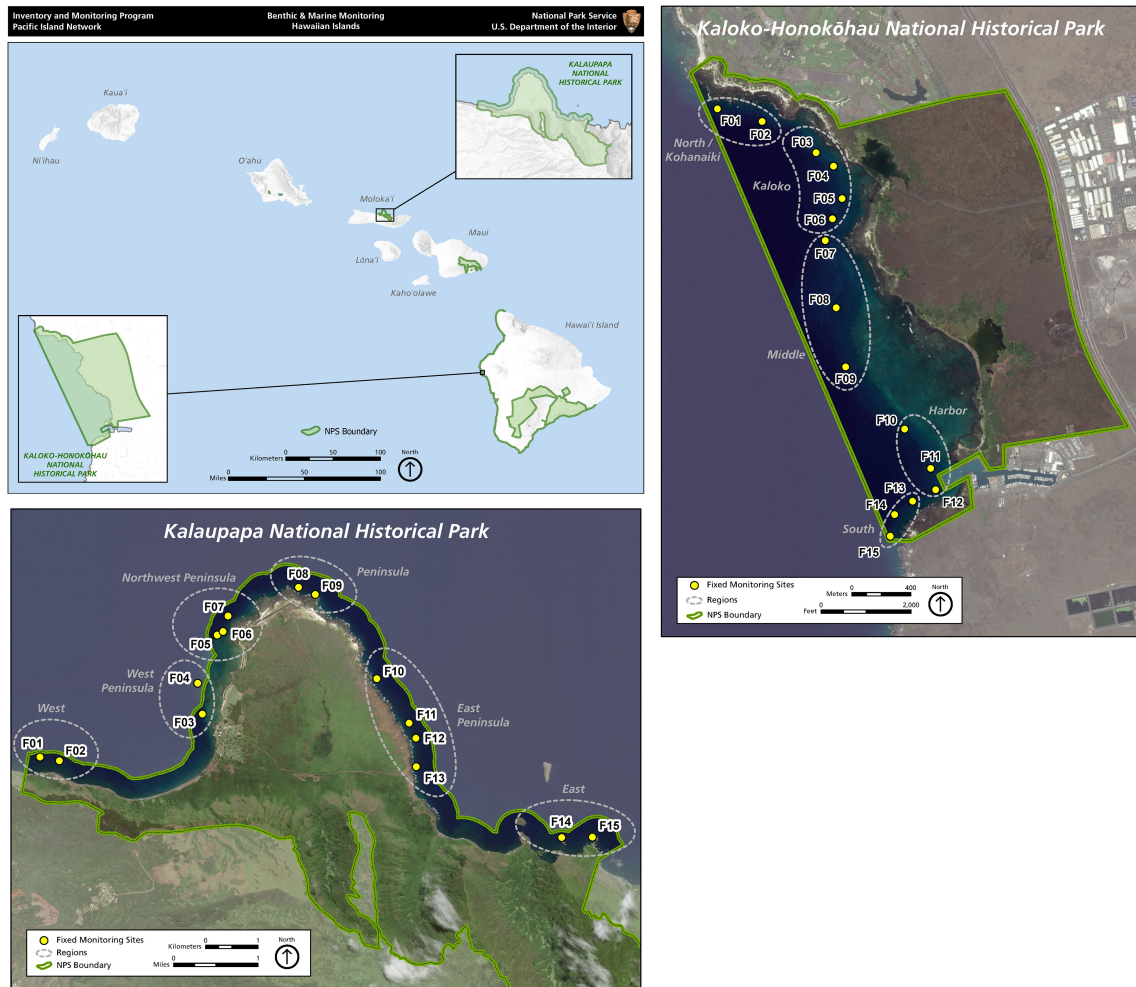 Inventory and Monitoring Program
Pacific Island Network
Benthic & Marine Monitoring
Hawaiian Islands
National Park Service
U.S. Department of the Interior
KALAUPAPA
NATIONAL
HISTORICAL PARK
Kaua'i
Ni'ihau
O'ahu
Moloka'i
Maui
Lāna'i
Kaho'olawe
Hawai'i Island
KALOKO-HONOKŌHAU
NATIONAL
HISTORICAL PARK
NPS Boundary
Kilometers
0 100
Miles
0 100
North
Kaloko-Honokōhau National Historical Park
F01
F02
North /
Kohanaiki
F03
F04
Kaloko
F05
F06
F07
F08
Middle
F09
F10
Harbor
F11
F12
F13
F14
South
F15
Fixed Monitoring Sites
Regions
NPS Boundary
0 400
Meters
0 2,000
Feet
North
Kalaupapa National Historical Park
F08
F09
Peninsula
Northwest Peninsula
F07
F06
F05
West
Peninsula
F04
F03
West
F01
F02
F10
F11
East
Peninsula
F12
F13
East
F14
F15
Fixed Monitoring Sites
Regions
NPS Boundary
0 1
Kilometers
0 1
Miles
North